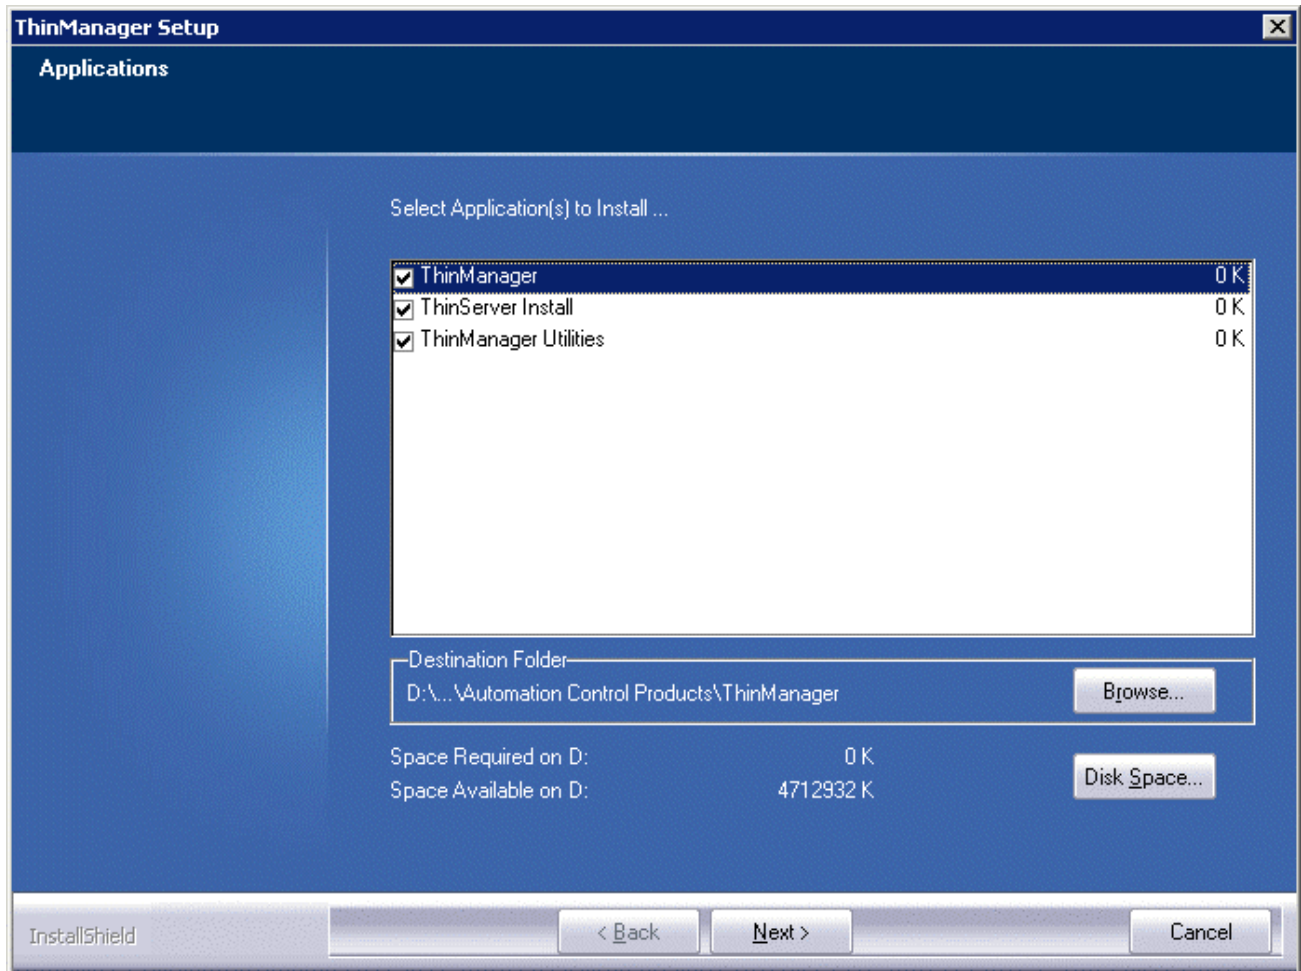 ThinManager Setup
Applications
Select Application(s) to Install ...
ThinManager 0 K
ThinServer Install 0 K
ThinManager Utilities 0 K
Destination Folder
D:\...\Automation Control Products\ThinManager
Browse...
Space Required on D: 0 K
Space Available on D: 4712932 K
Disk Space...
InstallShield
< Back Next > Cancel